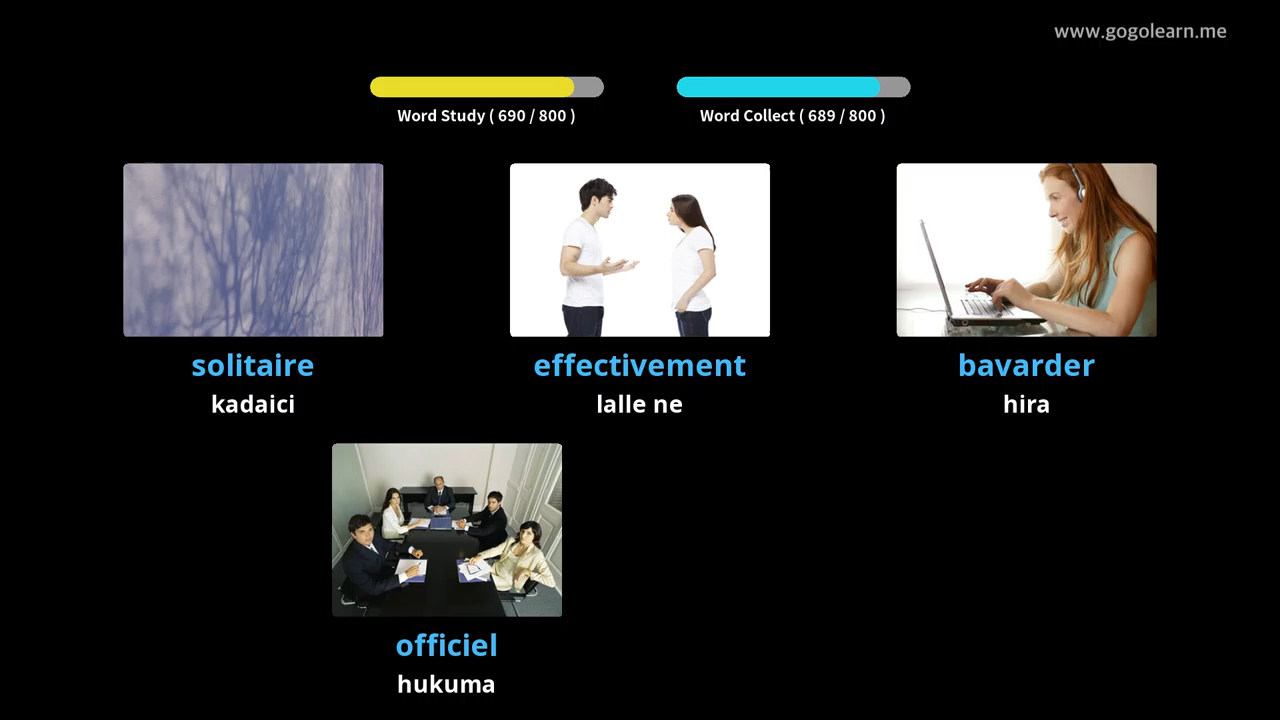 www.gogolearn.me
Word Study ( 690 / 800 )
Word Collect ( 689 / 800 )
solitaire
kadaici
effectivement
lalle ne
bavarder
hira
officiel
hukuma